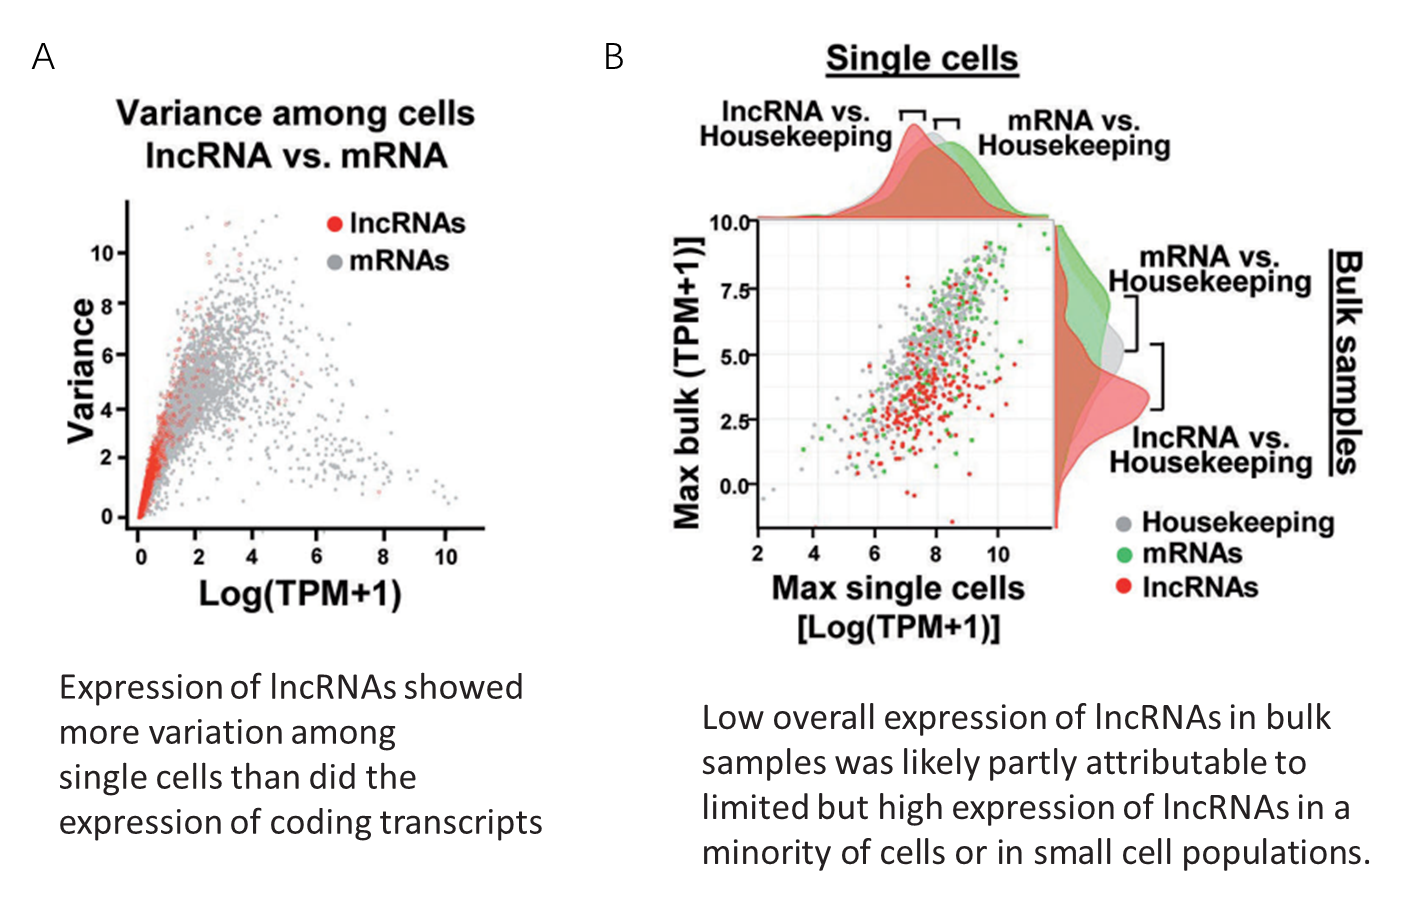 A
Variance among cells
lncRNA vs. mRNA
lncRNAs
mRNAs
Variance
10
8
6
4
2
0
0 2 4 6 8 10
Log(TPM+1)
Expression of lncRNAs showed
more variation among
single cells than did the
expression of coding transcripts
B
Single cells
lncRNA vs.
Housekeeping
mRNA vs.
Housekeeping
Max bulk (TPM+1)]
10.0
7.5
5.0
2.5
0.0
2 4 6 8 10
Max single cells
[Log(TPM+1)]
mRNA vs.
Housekeeping
lncRNA vs.
Housekeeping
Bulk samples
Housekeeping
mRNAs
lncRNAs
Low overall expression of lncRNAs in bulk
samples was likely partly attributable to
limited but high expression of lncRNAs in a
minority of cells or in small cell populations.